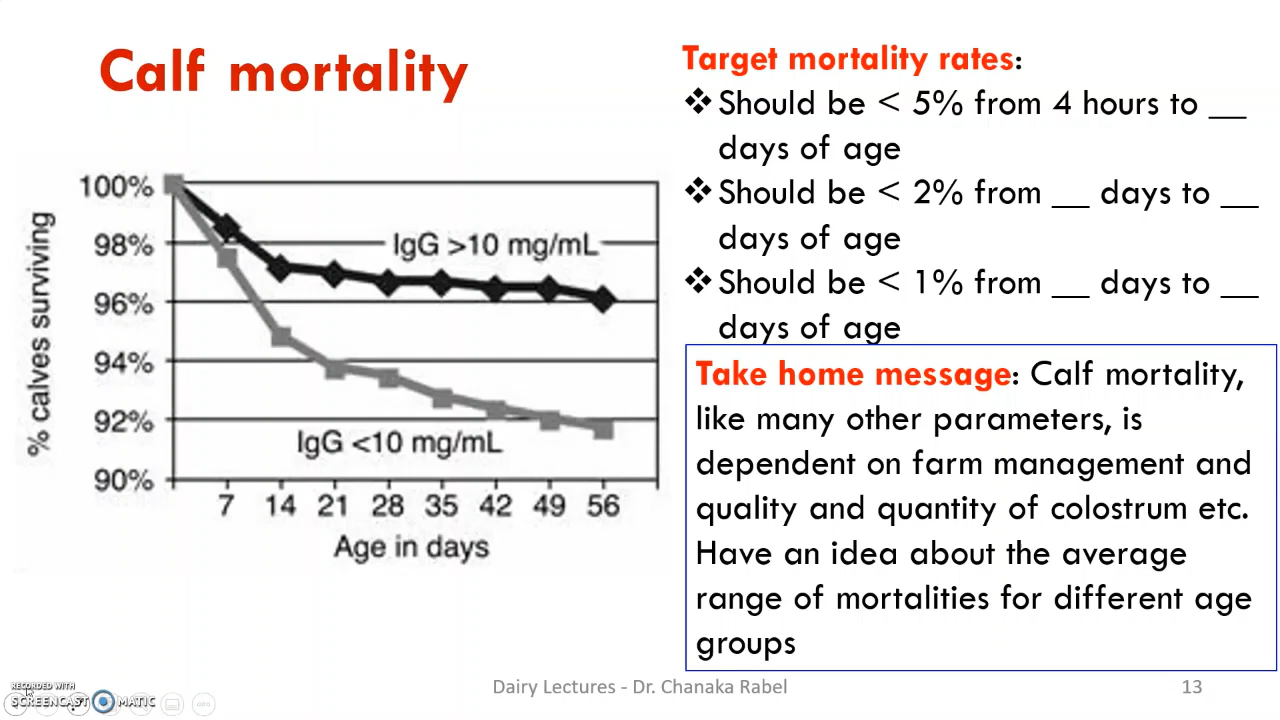 Calf mortality
100%
98%
96%
94%
92%
90%
% calves surviving
IgG >10 mg/mL
IgG <10 mg/mL
7 14 21 28 35 42 49 56
Age in days
Target mortality rates:
❖ Should be < 5% from 4 hours to __
days of age
❖ Should be < 2% from __ days to __
days of age
❖ Should be < 1% from __ days to __
days of age
Take home message: Calf mortality,
like many other parameters, is
dependent on farm management and
quality and quantity of colostrum etc.
Have an idea about the average
range of mortalities for different age
groups
RECORDED WITH
SCREENCAST MATIC
Dairy Lectures - Dr. Chanaka Rabel
13